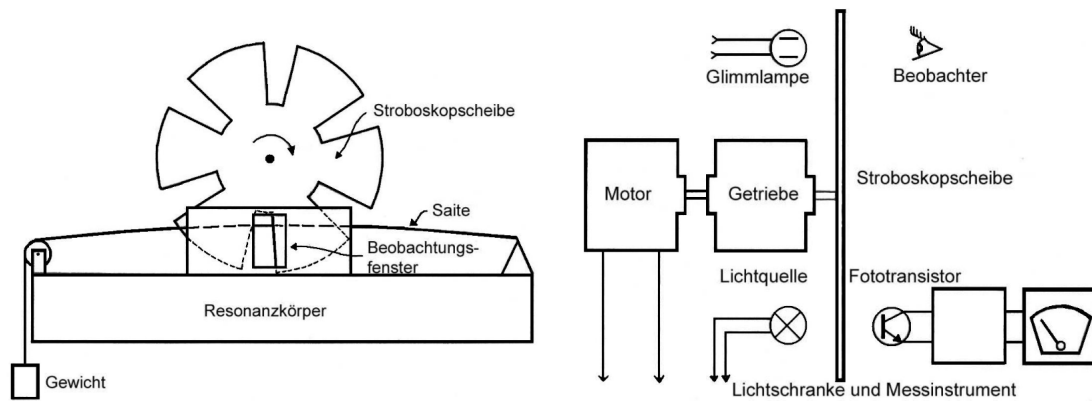 Stroboskopscheibe
Saite
Beobachtungs-
fenster
Resonanzkörper
Gewicht
Glimmlampe
Beobachter
Motor
Getriebe
Stroboskopscheibe
Lichtquelle
Fototransistor
Lichtschranke und Messinstrument